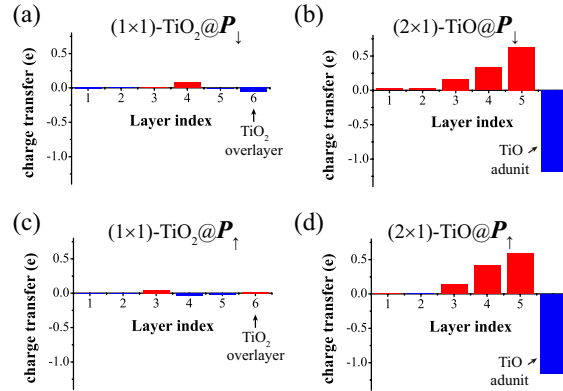 (a)
(1×1)-TiO₂@P↓
charge transfer (e)
0.5
0.0
-0.5
-1.0
1 2 3 4 5 6
Layer index
TiO₂
overlayer
(b)
(2×1)-TiO@P↓
charge transfer (e)
0.5
0.0
-0.5
-1.0
1 2 3 4 5
Layer index
TiO
adunit
(c)
(1×1)-TiO₂@P↑
charge transfer (e)
0.5
0.0
-0.5
-1.0
1 2 3 4 5 6
Layer index
TiO₂
overlayer
(d)
(2×1)-TiO@P↑
charge transfer (e)
0.5
0.0
-0.5
-1.0
1 2 3 4 5
Layer index
TiO
adunit